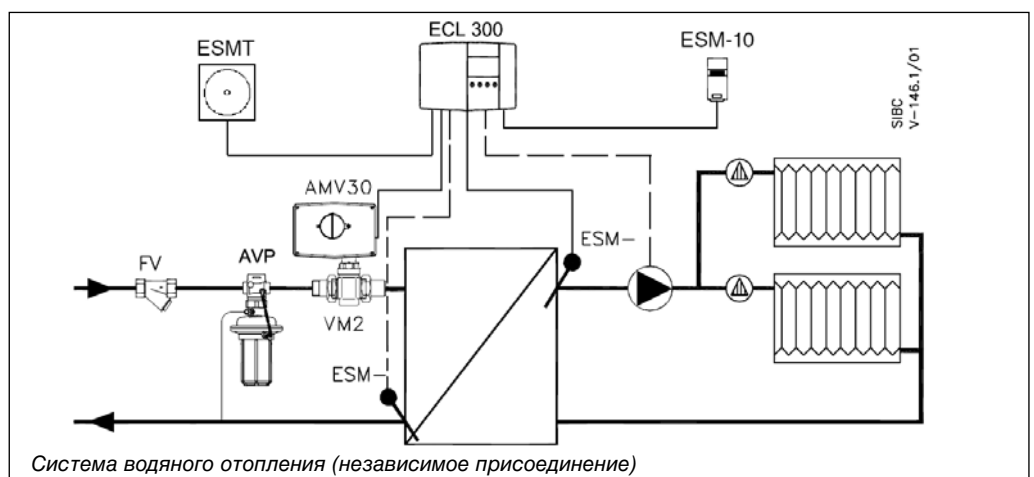 ECL 300
ESMT
ESM-10
SIBC
V-146.1/01
AMV30
FV
AVP
VM2
ESM-
ESM-
Система водяного отопления (независимое присоединение)